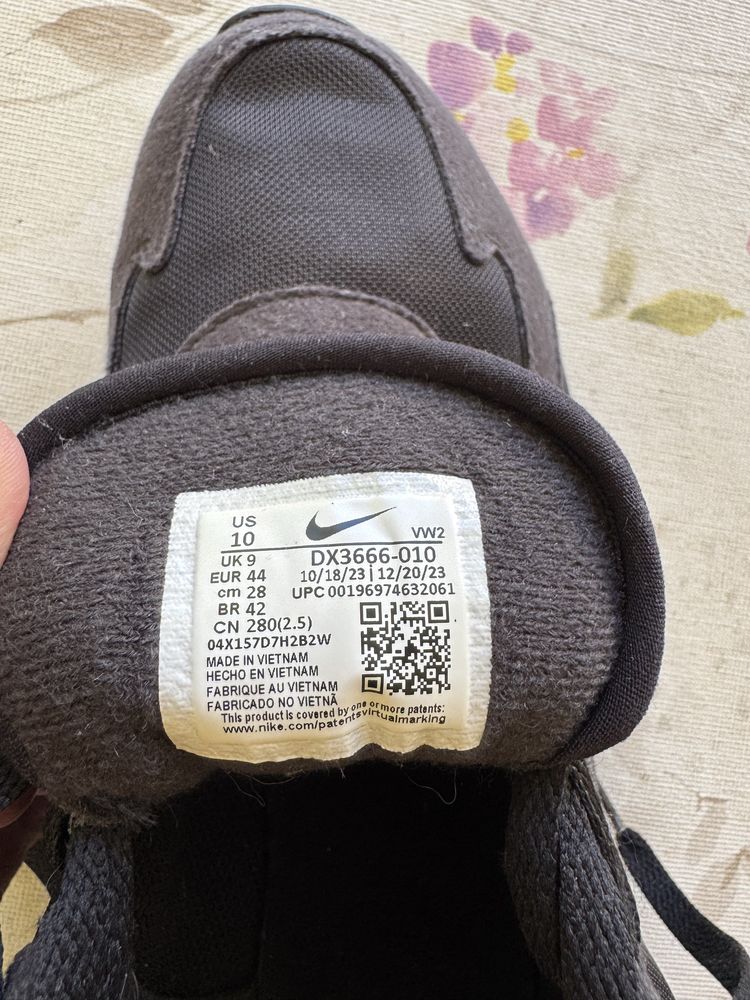 US
10
VW2
UK 9
DX3666-010
EUR 44
10/18/23 | 12/20/23
cm 28
UPC 00196974632061
BR 42
CN 280(2.5)
04X157D7H2B2W
MADE IN VIETNAM
HECHO EN VIETNAM
FABRIQUE AU VIETNAM
FABRICADO NO VIETNÃ
This product is covered by one or more patents:
www.nike.com/patentsvirtualmarking